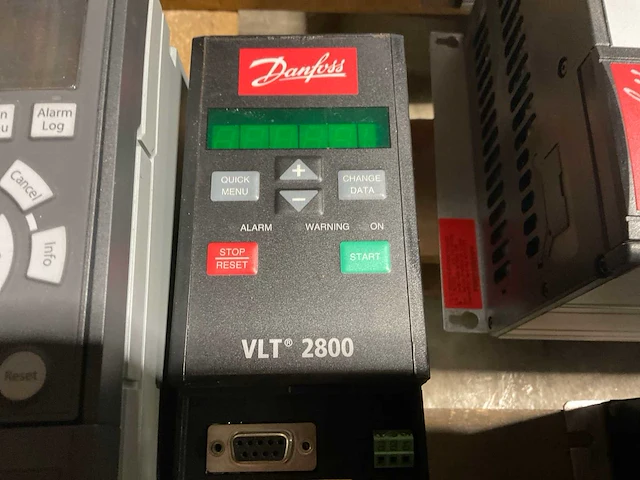 Alarm
Log
Cancel
Info
Reset
Danfoss
+
QUICK
MENU
CHANGE
DATA
-
ALARM WARNING ON
STOP
RESET
START
VLT® 2800